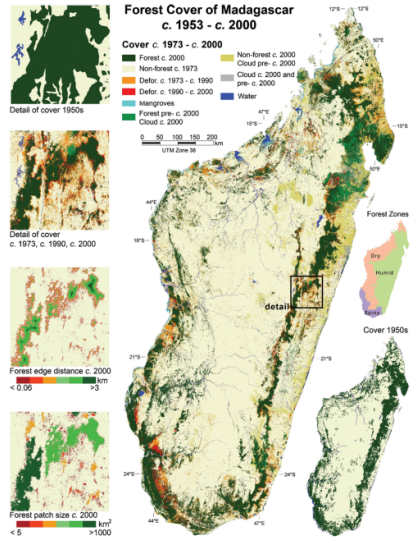 Forest Cover of Madagascar
c. 1953 - c. 2000
Cover c. 1973 - c. 2000
Forest c. 2000
Non-forest c. 1973
Defor. c. 1973 - c. 1990
Defor. c. 1990 - c. 2000
Mangroves
Forest pre- c. 2000
Cloud c. 2000
Non-forest c. 2000
Cloud pre- c. 2000
Cloud c. 2000 and
pre- c. 2000
Water
0 50 100 200
km
UTM Zone 38
Detail of cover 1950s
Detail of cover
c. 1973, c. 1990, c. 2000
Forest edge distance c. 2000
km
< 0.06 >3
Forest patch size c. 2000
km²
< 5 >1000
12°S
12°S
50°E
47°E
15°S
15°S
50°E
44°E
18°S
detail
21°S
21°S
24°S
24°S
44°E
47°E
Forest Zones
Dry
Humid
Spiny
Cover 1950s